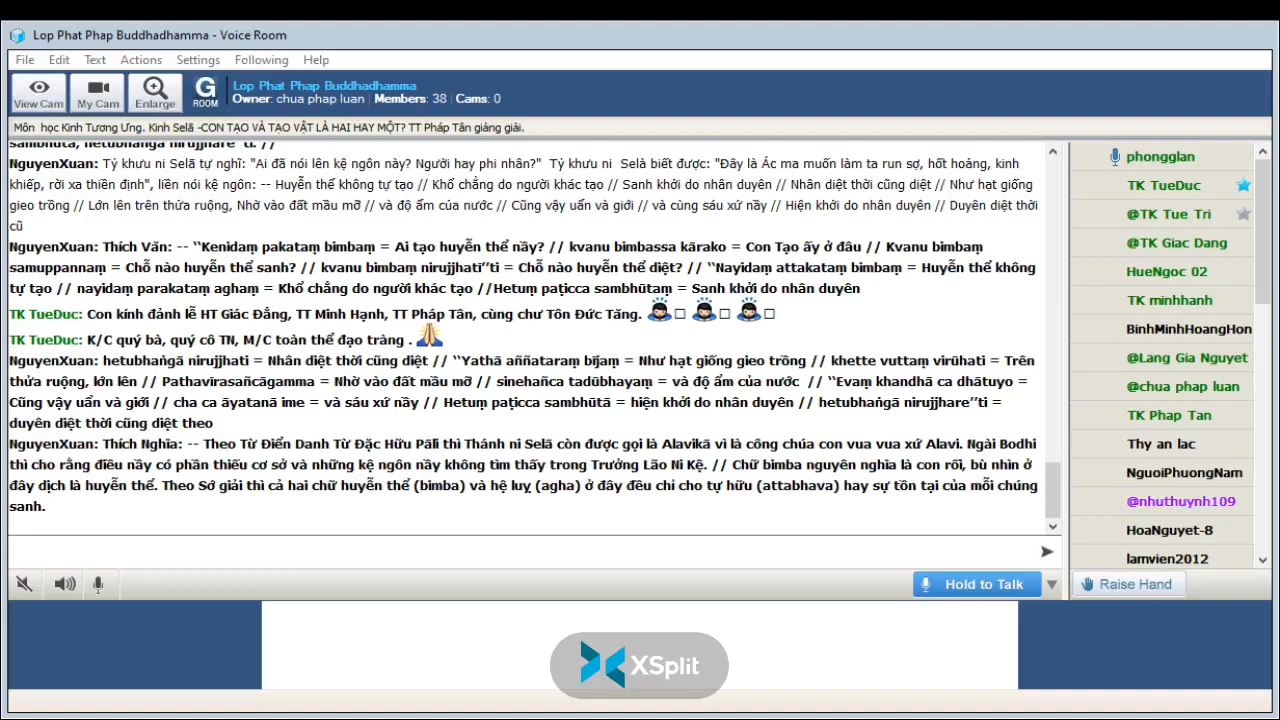 Lop Phat Phap Buddhadhamma - Voice Room
File Edit Text Actions Settings Following Help
View Cam My Cam Enlarge G ROOM
Lop Phat Phap Buddhadhamma
Owner: chua phap luan | Members: 38 | Cams: 0
Môn học Kinh Tương Ưng. Kinh Selā -CON TẠO VÀ TẠO VẬT LÀ HAI HAY MỘT? TT Pháp Tân giảng giải.
sambhūtā, hetubhaṅgā nirujjhare''ti. //
NguyenXuan: Tỷ khưu ni Selā tự nghĩ: "Ai đã nói lên kệ ngôn này? Người hay phi nhân?" Tỷ khưu ni Selà biết được: "Đây là Ác ma muốn làm ta run sợ, hốt hoảng, kinh
khiếp, rời xa thiền định", liền nói kệ ngôn: -- Huyễn thể không tự tạo // Khổ chẳng do người khác tạo // Sanh khởi do nhân duyên // Nhân diệt thời cũng diệt // Như hạt giống
gieo trồng // Lớn lên trên thửa ruộng, Nhờ vào đất mầu mỡ // và độ ẩm của nước // Cũng vậy uẩn và giới // và cùng sáu xứ nầy // Hiện khởi do nhân duyên // Duyên diệt thời
cũ
NguyenXuan: Thích Văn: -- ‘‘Kenidaṃ pakataṃ bimbaṃ = Ai tạo huyễn thể nầy? // kvanu bimbassa kārako = Con Tạo ấy ở đâu // Kvanu bimbaṃ
samuppannaṃ = Chỗ nào huyễn thể sanh? // kvanu bimbaṃ nirujjhatī’’ti = Chỗ nào huyễn thể diệt? // ‘‘Nayidaṃ attakataṃ bimbaṃ = Huyễn thể không
tự tạo // nayidaṃ parakataṃ aghaṃ = Khổ chẳng do người khác tạo //Hetuṃ paṭicca sambhūtaṃ = Sanh khởi do nhân duyên
TK TueDuc: Con kính đảnh lễ HT Giác Đẳng, TT Minh Hạnh, TT Pháp Tân, cùng chư Tôn Đức Tăng.
TK TueDuc: K/C quý bà, quý cô TN, M/C toàn thể đạo tràng .
NguyenXuan: hetubhaṅgā nirujjhati = Nhân diệt thời cũng diệt // ‘‘Yathā aññataraṃ bījaṃ = Như hạt giống gieo trồng // khette vuttaṃ virūhati = Trên
thửa ruộng, lớn lên // Pathavīrasañcāgamma = Nhờ vào đất mầu mỡ // sinehañca tadūbhayaṃ = và độ ẩm của nước // ‘‘Evaṃ khandhā ca dhātuyo =
Cũng vậy uẩn và giới // cha ca āyatanā ime = và sáu xứ nầy // Hetuṃ paṭicca sambhūtā = hiện khởi do nhân duyên // hetubhaṅgā nirujjhare’’ti =
duyên diệt thời cũng diệt theo
NguyenXuan: Thích Nghĩa: -- Theo Từ Điển Danh Từ Đặc Hữu Pāli thì Thánh ni Selā còn được gọi là Alavikā vì là công chúa con vua vua xứ Alavi. Ngài Bodhi
thì cho rằng điều nầy có phần thiếu cơ sở và những kệ ngôn nầy không tìm thấy trong Trưởng Lão Ni Kệ. // Chữ bimba nguyên nghĩa là con rối, bù nhìn ở
đây dịch là huyễn thể. Theo Sớ giải thì cả hai chữ huyễn thể (bimba) và hệ luỵ (agha) ở đây đều chỉ cho tự hữu (attabhava) hay sự tồn tại của mỗi chúng
sanh.
phongglan
TK TueDuc
@TK Tue Tri
@TK Giac Dang
HueNgoc 02
TK minhhanh
BinhMinhHoangHon
@Lang Gia Nguyet
@chua phap luan
TK Phap Tan
Thy an lac
NguoiPhuongNam
@nhuthuynh109
HoaNguyet-8
lamvien2012
Hold to Talk
Raise Hand
XSplit